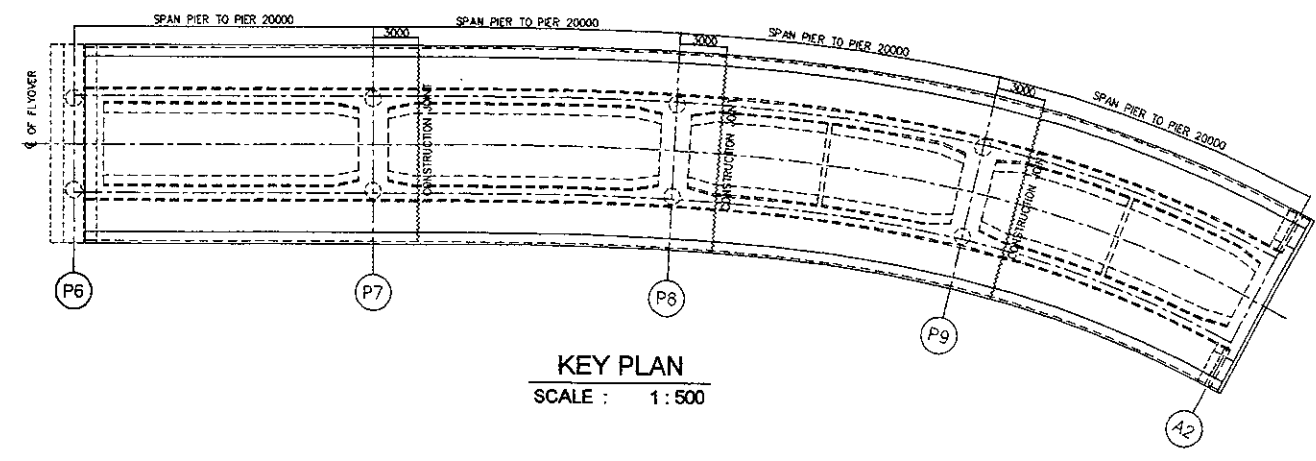 SPAN PIER TO PIER 20000
SPAN PIER TO PIER 20000
SPAN PIER TO PIER 20000
SPAN PIER TO PIER 20000
3000
3000
3000
℄ OF FLYOVER
CONSTRUCTION JOINT
CONSTRUCTION JOINT
CONSTRUCTION JOINT
P6
P7
P8
P9
A2
KEY PLAN
SCALE : 1 : 500